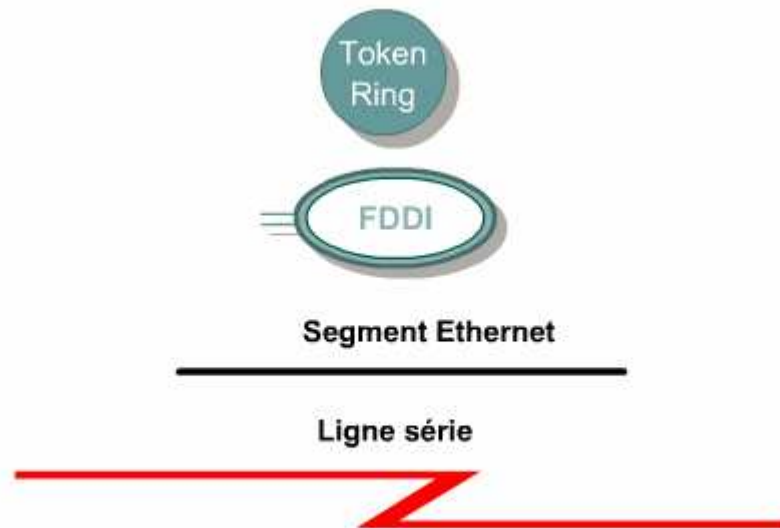 Token
Ring
FDDI
Segment Ethernet
Ligne série